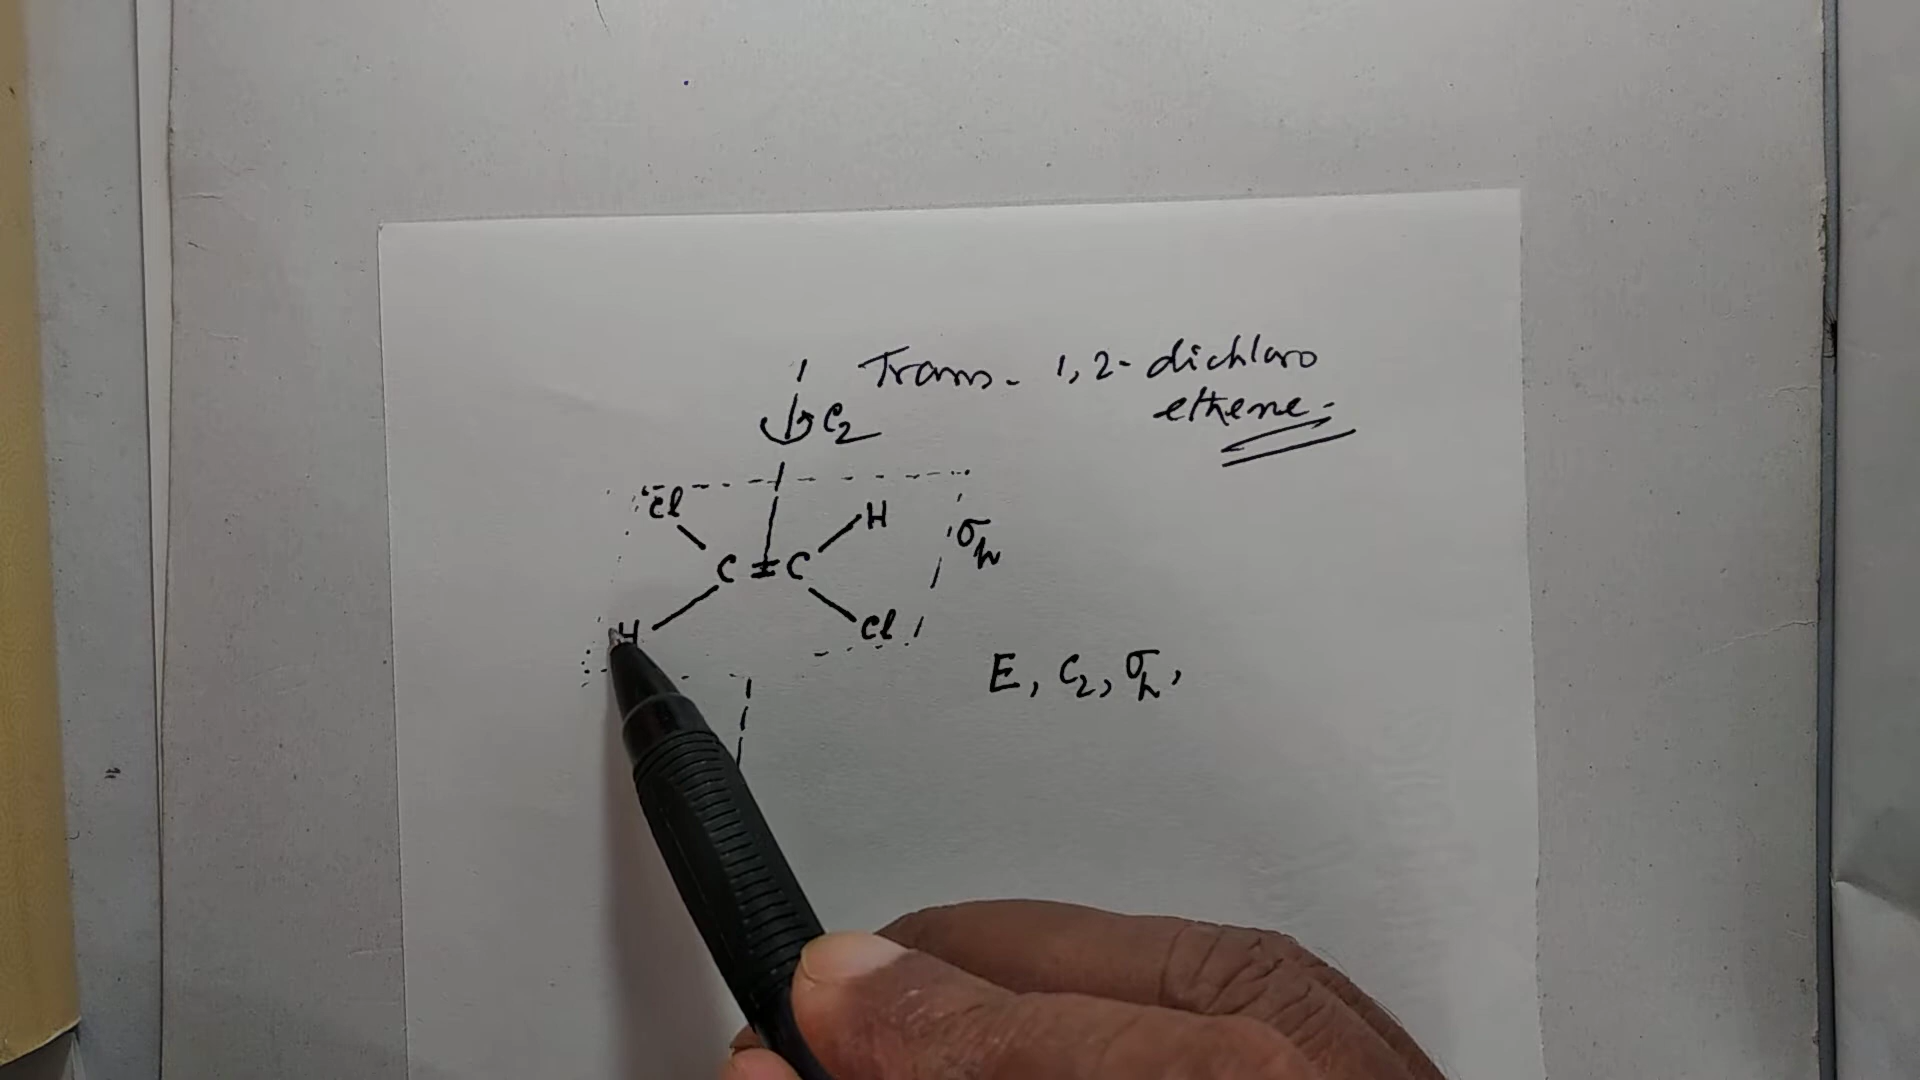 Trans- 1,2-dichloro
ethene-
C₂
Cl
H
σh
C = C
H
Cl
E, C₂, σh,